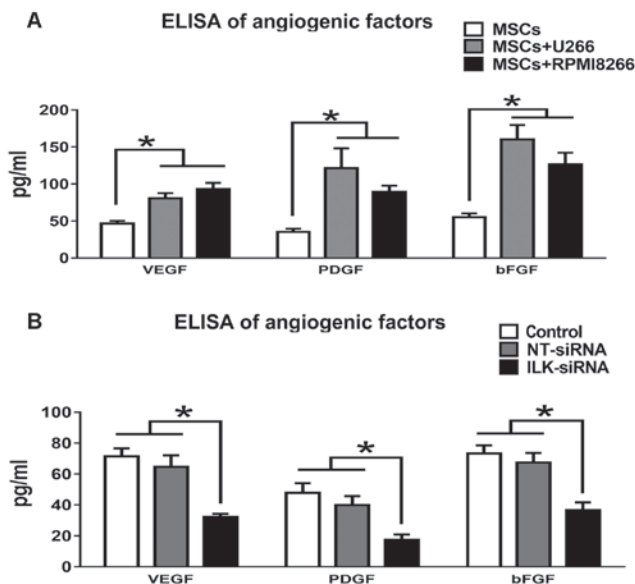 A
ELISA of angiogenic factors
MSCs
MSCs+U266
MSCs+RPMI8266
pg/ml
200
150
100
50
0
*
*
*
VEGF
PDGF
bFGF
B
ELISA of angiogenic factors
Control
NT-siRNA
ILK-siRNA
pg/ml
100
80
60
40
20
0
*
*
*
VEGF
PDGF
bFGF